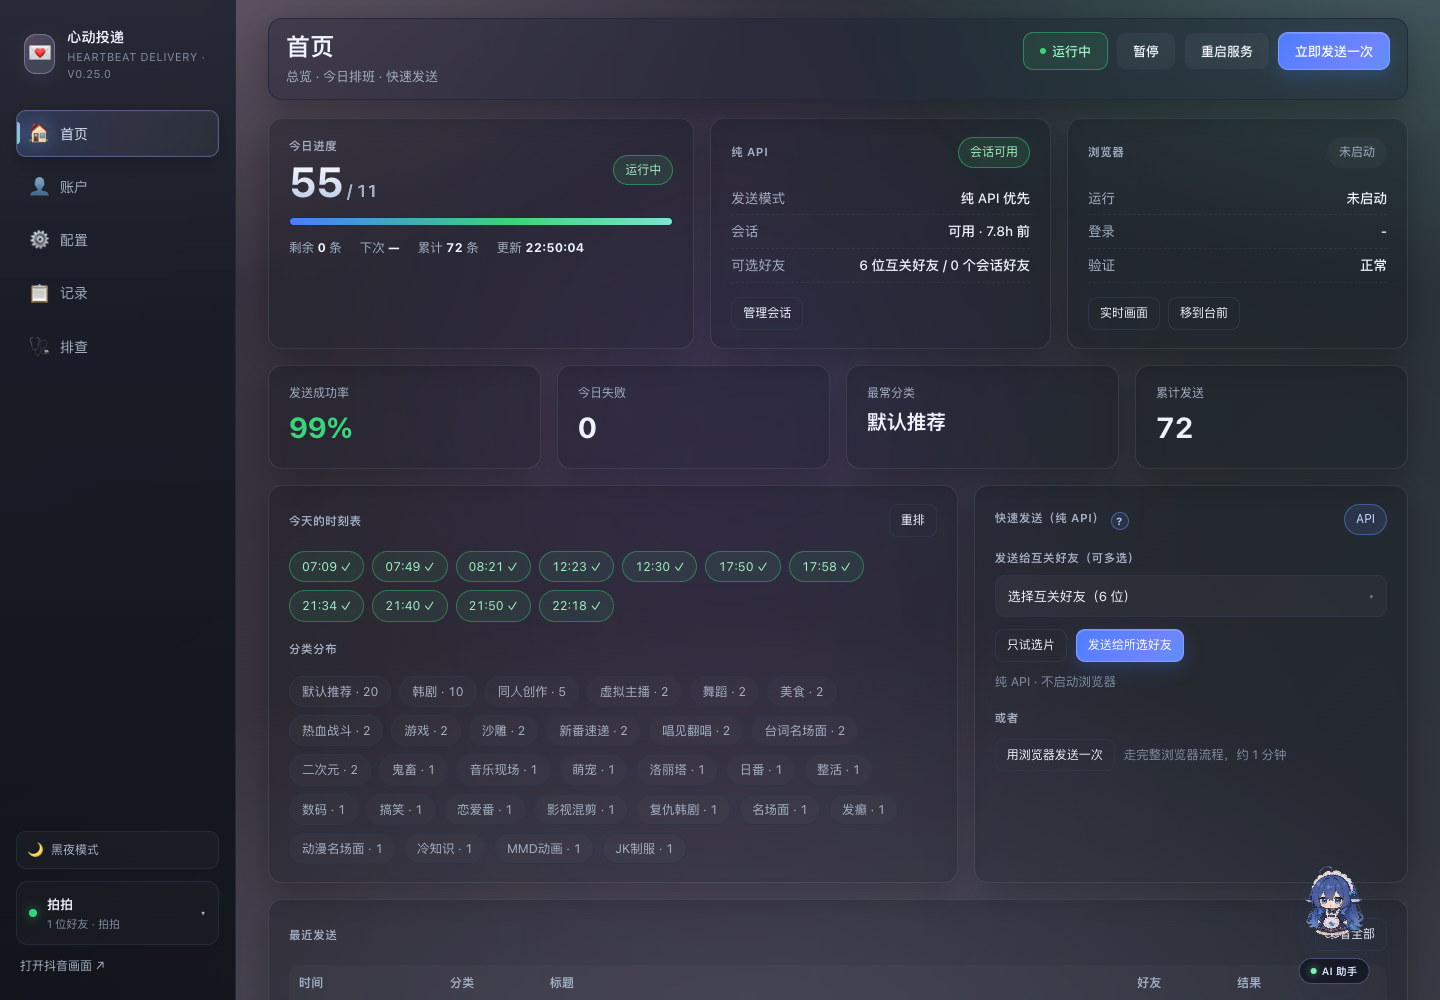 心动投递
HEARTBEAT DELIVERY ·
V0.25.0
首页
账户
配置
记录
排查
黑夜模式
拍拍
1 位好友 · 拍拍
打开抖音画面 ↗
首页
总览 · 今日排班 · 快速发送
运行中
暂停
重启服务
立即发送一次
今日进度
55 / 11
运行中
剩余 0 条 下次 — 累计 72 条 更新 22:50:04
纯 API
会话可用
发送模式 纯 API 优先
会话 可用 · 7.8h 前
可选好友 6 位互关好友 / 0 个会话好友
管理会话
浏览器
未启动
运行 未启动
登录 -
验证 正常
实时画面 移到台前
发送成功率
99%
今日失败
0
最常分类
默认推荐
累计发送
72
今天的时刻表
重排
07:09 ✓ 07:49 ✓ 08:21 ✓ 12:23 ✓ 12:30 ✓ 17:50 ✓ 17:58 ✓
21:34 ✓ 21:40 ✓ 21:50 ✓ 22:18 ✓
分类分布
默认推荐 · 20 韩剧 · 10 同人创作 · 5 虚拟主播 · 2 舞蹈 · 2 美食 · 2
热血战斗 · 2 游戏 · 2 沙雕 · 2 新番速递 · 2 唱见翻唱 · 2 台词名场面 · 2
二次元 · 2 鬼畜 · 1 音乐现场 · 1 萌宠 · 1 洛丽塔 · 1 日番 · 1 整活 · 1
数码 · 1 搞笑 · 1 恋爱番 · 1 影视混剪 · 1 复仇韩剧 · 1 名场面 · 1 发癫 · 1
动漫名场面 · 1 冷知识 · 1 MMD动画 · 1 JK制服 · 1
快速发送（纯 API） ?
API
发送给互关好友（可多选）
选择互关好友（6 位）
只试选片 发送给所选好友
纯 API · 不启动浏览器
或者
用浏览器发送一次 走完整浏览器流程，约 1 分钟
最近发送
全部
时间 分类 标题 好友 结果
AI 助手